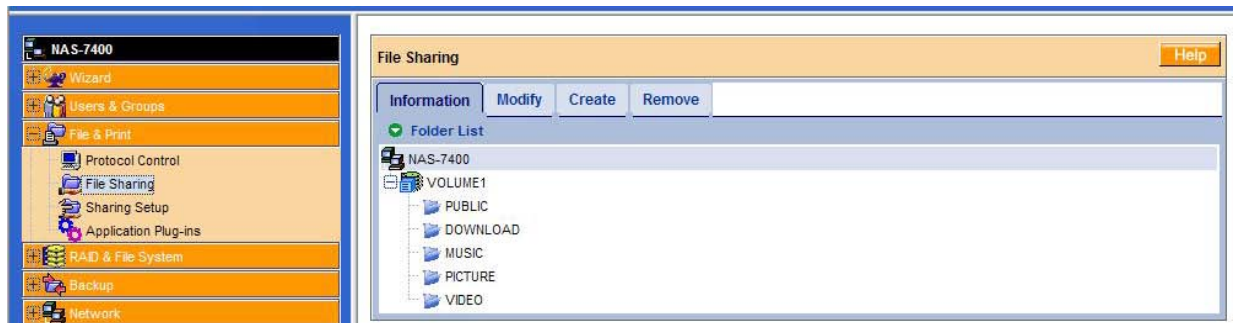 NAS-7400
Wizard
Users & Groups
File & Print
Protocol Control
File Sharing
Sharing Setup
Application Plug-ins
RAID & File System
Backup
Network
File Sharing
Help
Information Modify Create Remove
Folder List
NAS-7400
VOLUME1
PUBLIC
DOWNLOAD
MUSIC
PICTURE
VIDEO